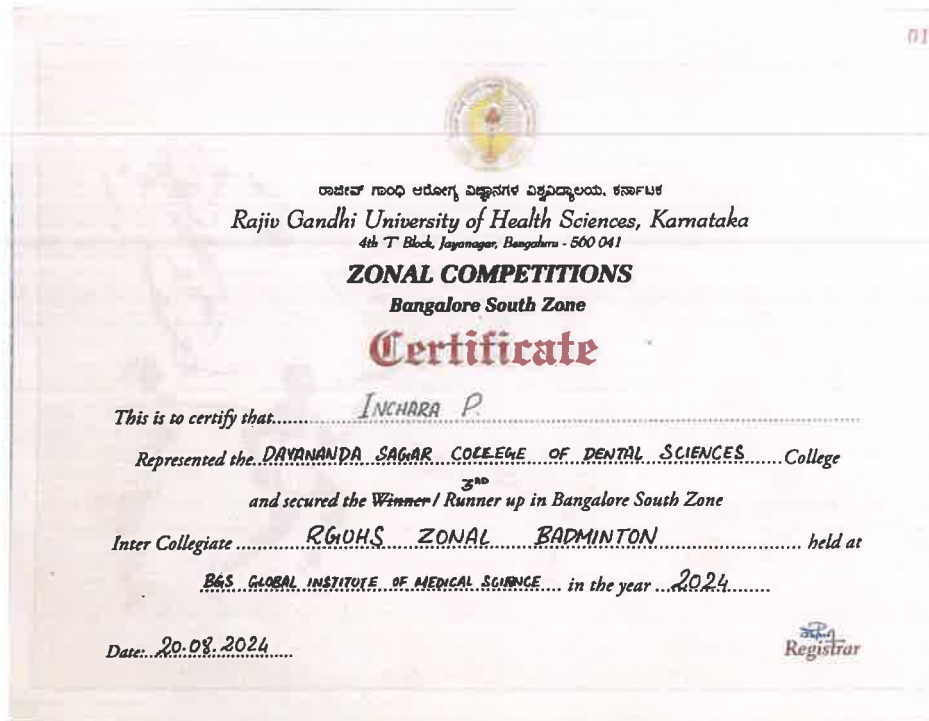 01
ರಾಜೀವ್ ಗಾಂಧಿ ಆರೋಗ್ಯ ವಿಜ್ಞಾನಗಳ ವಿಶ್ವವಿದ್ಯಾಲಯ, ಕರ್ನಾಟಕ
Rajiv Gandhi University of Health Sciences, Karnataka
4th 'T' Block, Jayanagar, Bengaluru - 560 041
ZONAL COMPETITIONS
Bangalore South Zone
Certificate
This is to certify that........INCHARA P.
Represented the..DAYANANDA SAGAR COLLEGE OF DENTAL SCIENCES......College
3RD
and secured the Winner / Runner up in Bangalore South Zone
Inter Collegiate ............RGUHS ZONAL BADMINTON......................... held at
BGS GLOBAL INSTITUTE OF MEDICAL SCIENCE.... in the year ...2024........
Date:..20.08.2024.....
Registrar